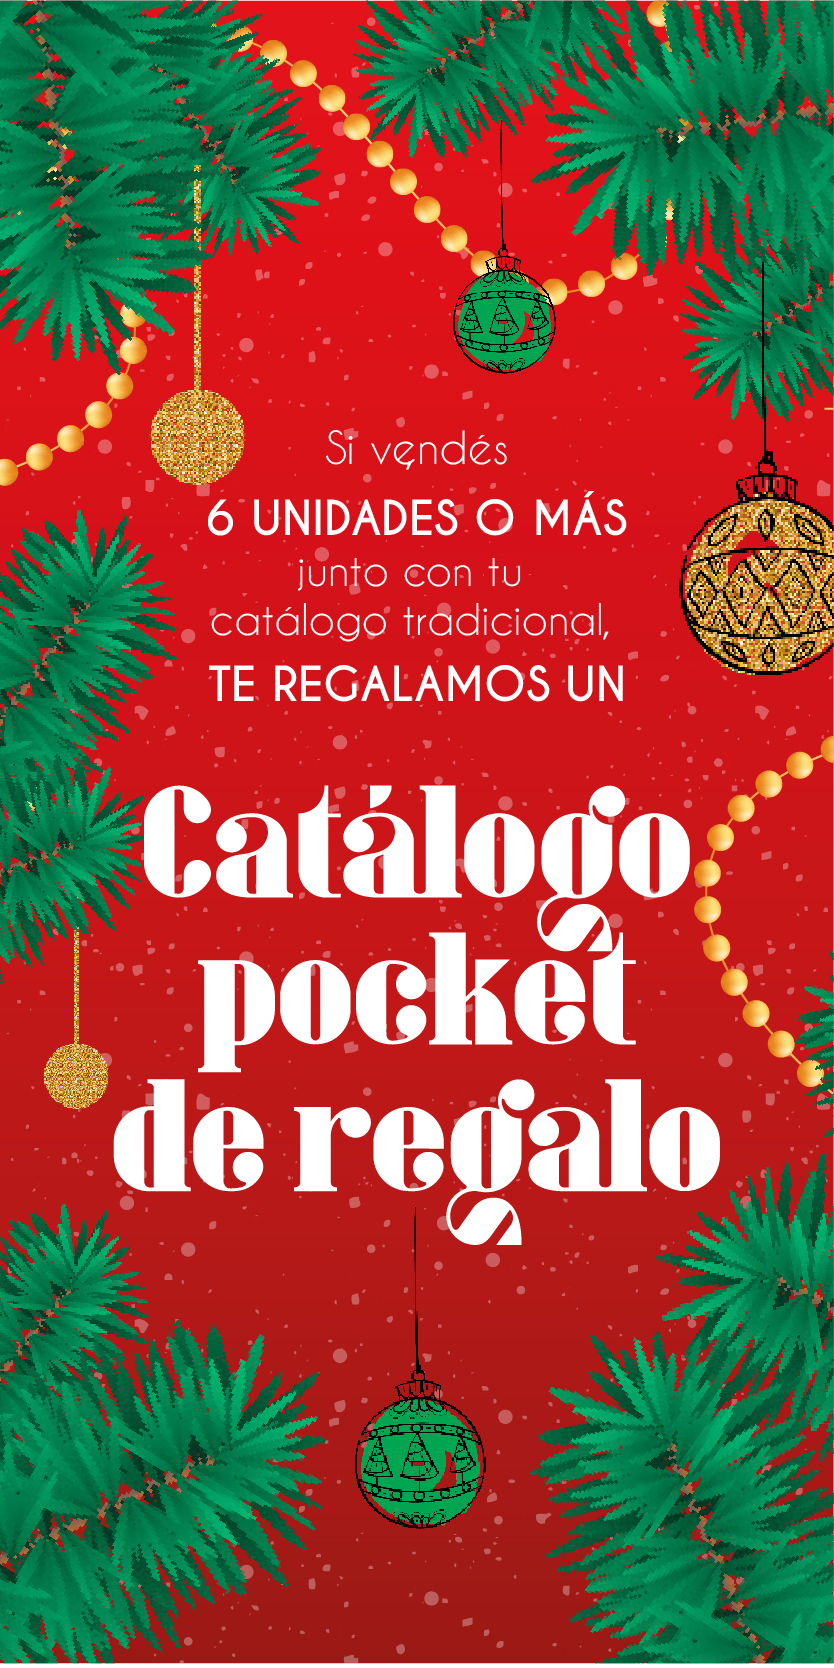 Si vendés
6 UNIDADES O MÁS
junto con tu
catálogo tradicional,
TE REGALAMOS UN
Catálogo
pocket
de regalo